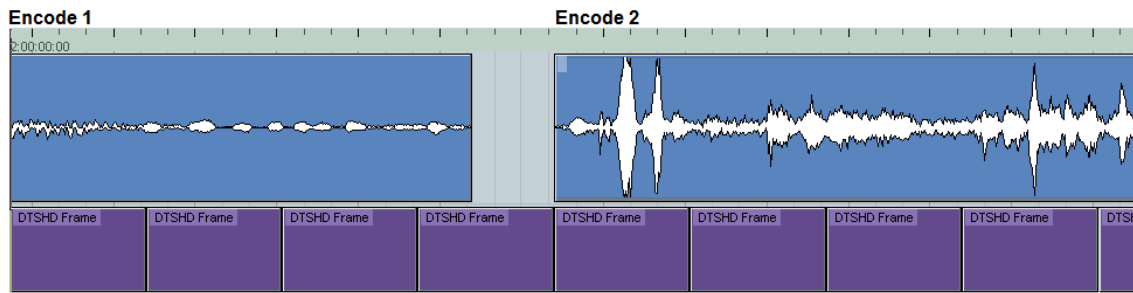 Encode 1 Encode 2
2:00:00:00
DTSHD Frame DTSHD Frame DTSHD Frame DTSHD Frame DTSHD Frame DTSHD Frame DTSHD Frame DTSHD Frame DTS